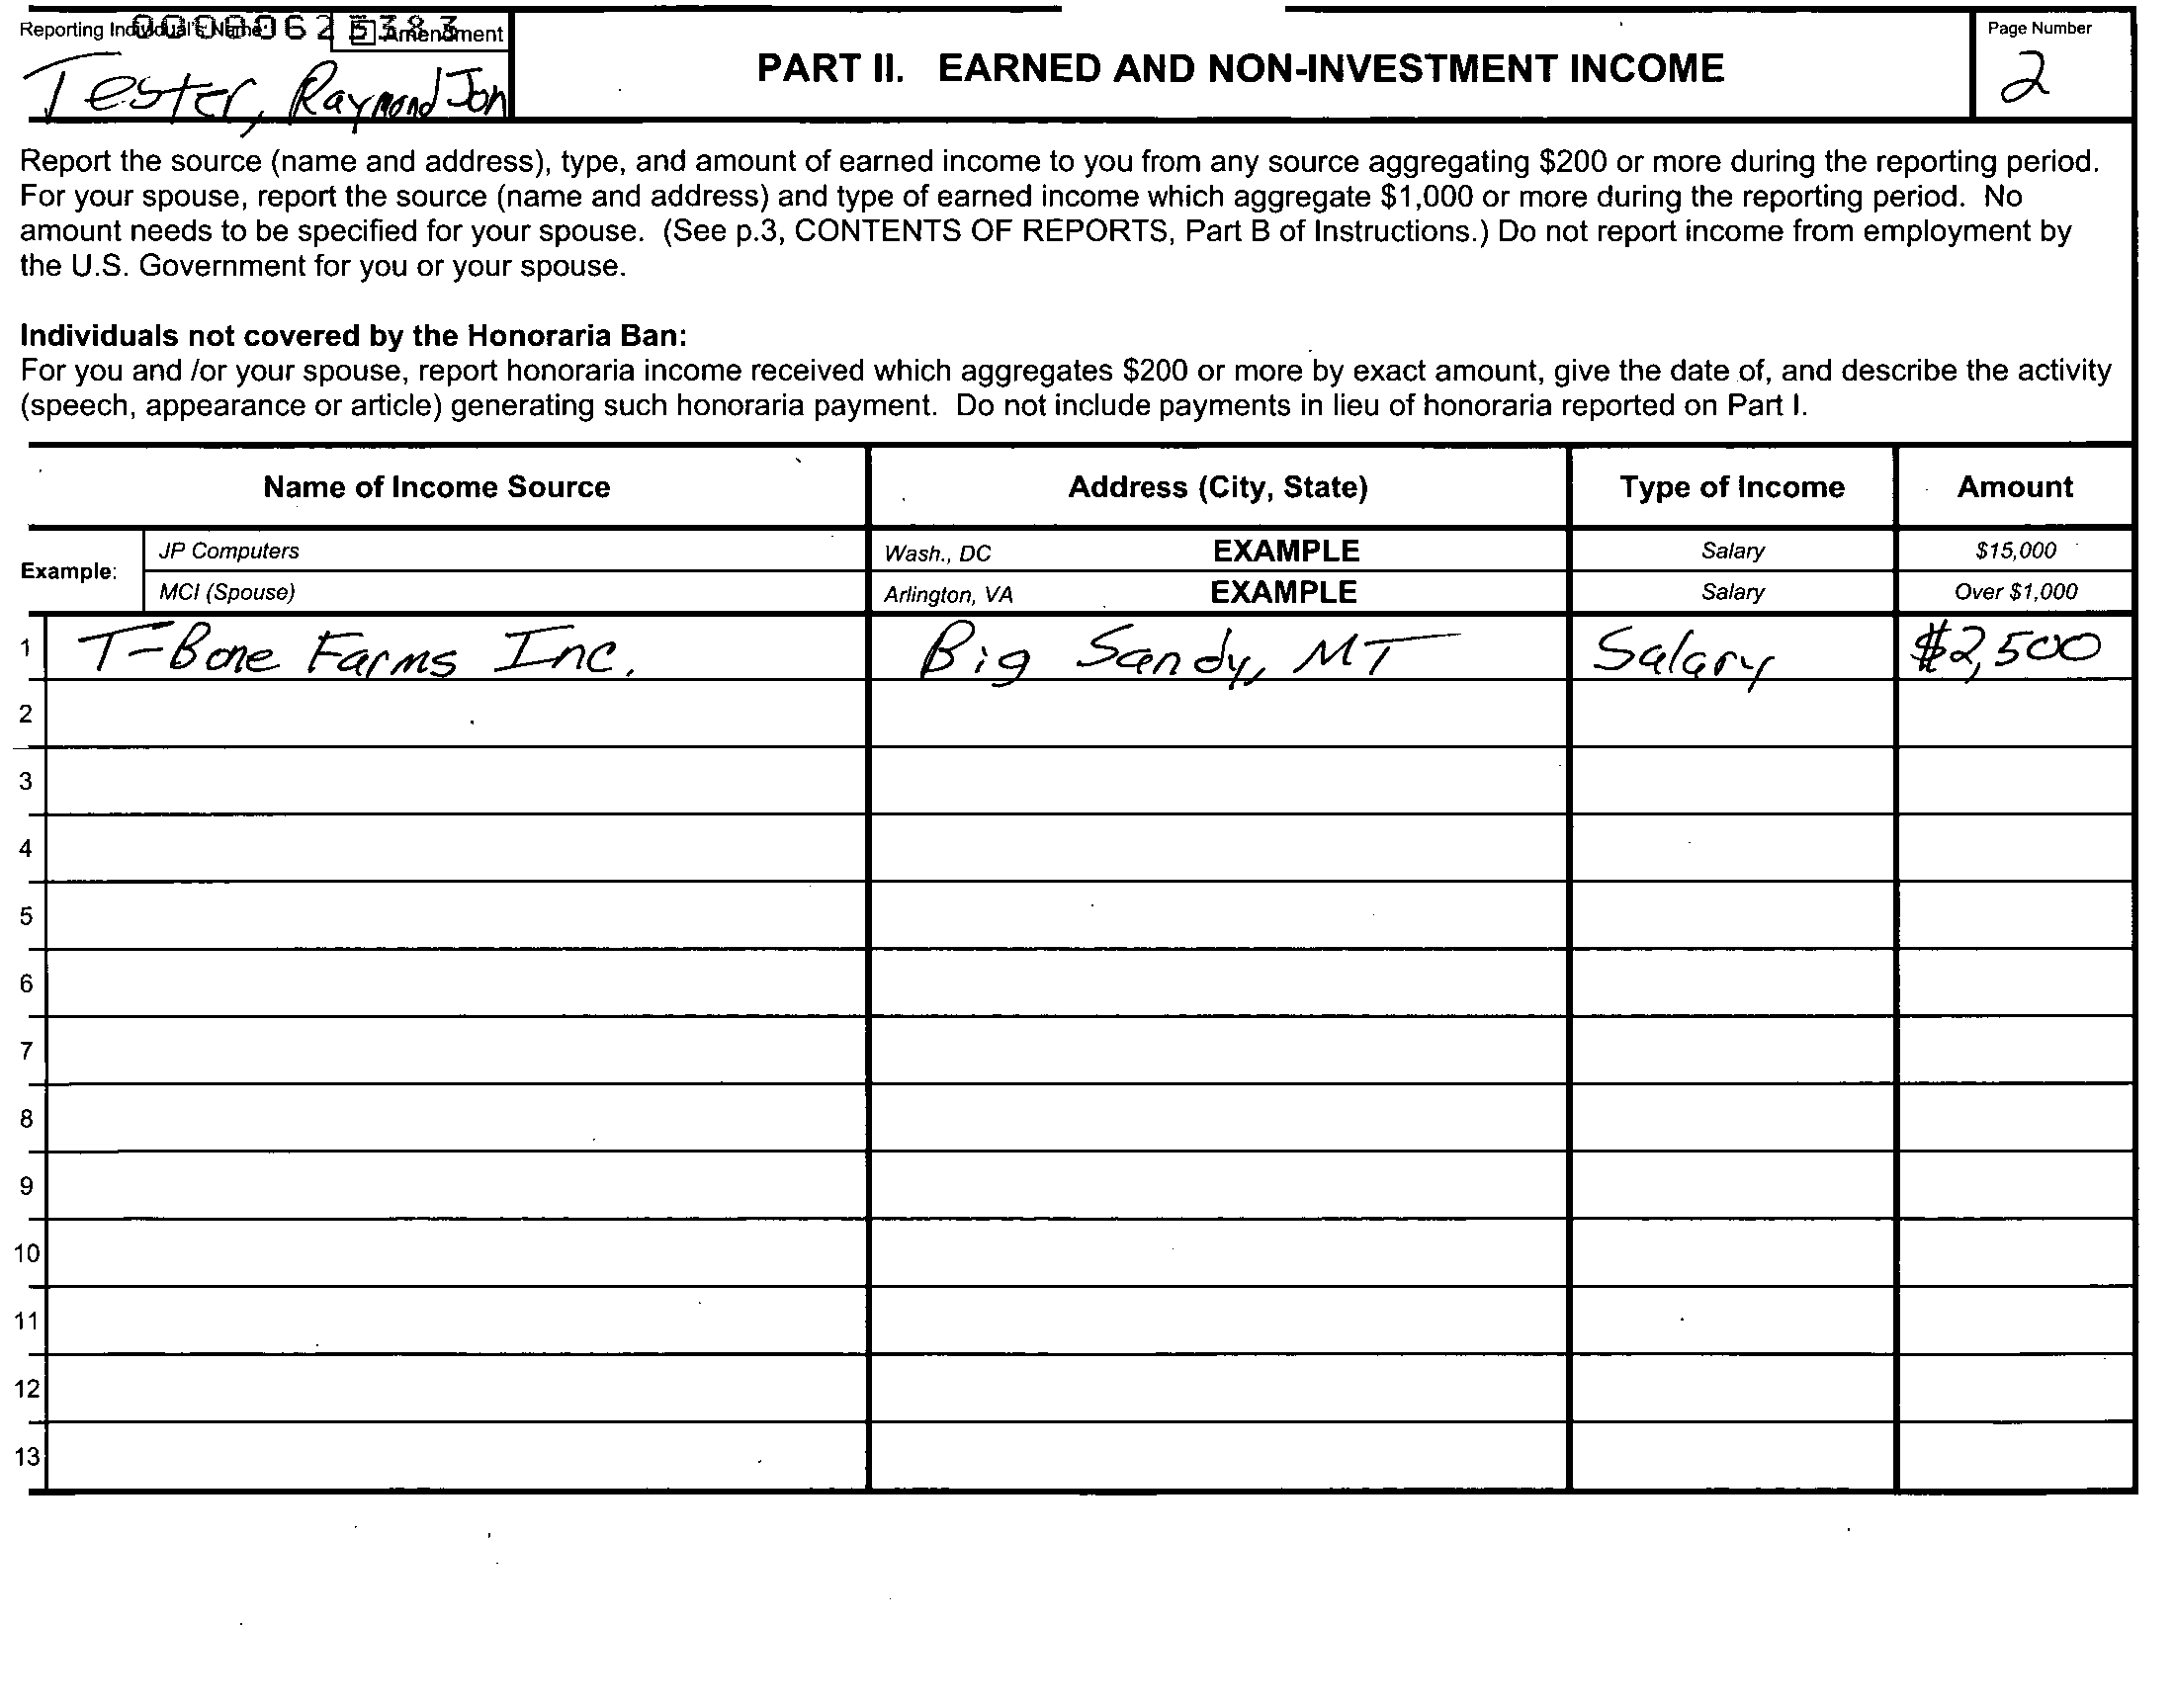 Reporting Individual's Name
000006 25383
Amendment
Tester, Raymond Jon
PART II. EARNED AND NON-INVESTMENT INCOME
Page Number
2
Report the source (name and address), type, and amount of earned income to you from any source aggregating $200 or more during the reporting period.
For your spouse, report the source (name and address) and type of earned income which aggregate $1,000 or more during the reporting period. No
amount needs to be specified for your spouse. (See p.3, CONTENTS OF REPORTS, Part B of Instructions.) Do not report income from employment by
the U.S. Government for you or your spouse.
Individuals not covered by the Honoraria Ban:
For you and /or your spouse, report honoraria income received which aggregates $200 or more by exact amount, give the date of, and describe the activity
(speech, appearance or article) generating such honoraria payment. Do not include payments in lieu of honoraria reported on Part I.
Name of Income Source Address (City, State) Type of Income Amount
Example: JP Computers Wash., DC EXAMPLE Salary $15,000
MCI (Spouse) Arlington, VA EXAMPLE Salary Over $1,000
1 T-Bone Farms Inc. Big Sandy, MT Salary $2,500
2
3
4
5
6
7
8
9
10
11
12
13